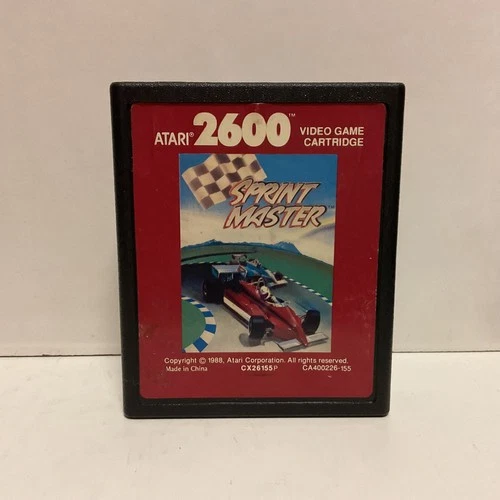 ATARI® 2600™ VIDEO GAME
CARTRIDGE
SPRINT
MASTER™
Copyright © 1988, Atari Corporation. All rights reserved.
Made in China CX26155P CA400226-155